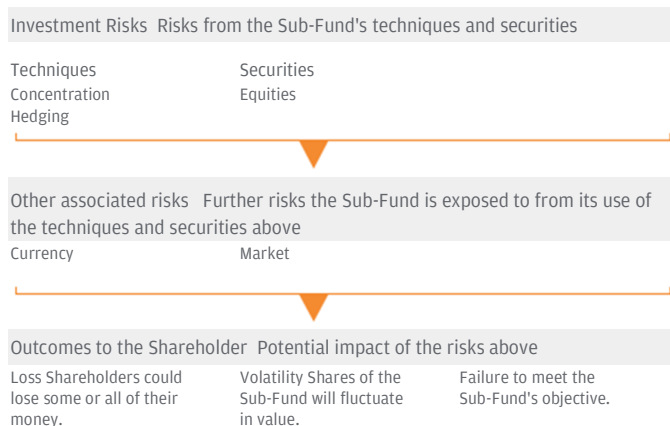 Investment Risks Risks from the Sub-Fund's techniques and securities
Techniques Securities
Concentration Equities
Hedging
Other associated risks Further risks the Sub-Fund is exposed to from its use of
the techniques and securities above
Currency Market
Outcomes to the Shareholder Potential impact of the risks above
Loss Shareholders could Volatility Shares of the Failure to meet the
lose some or all of their Sub-Fund will fluctuate Sub-Fund's objective.
money. in value.